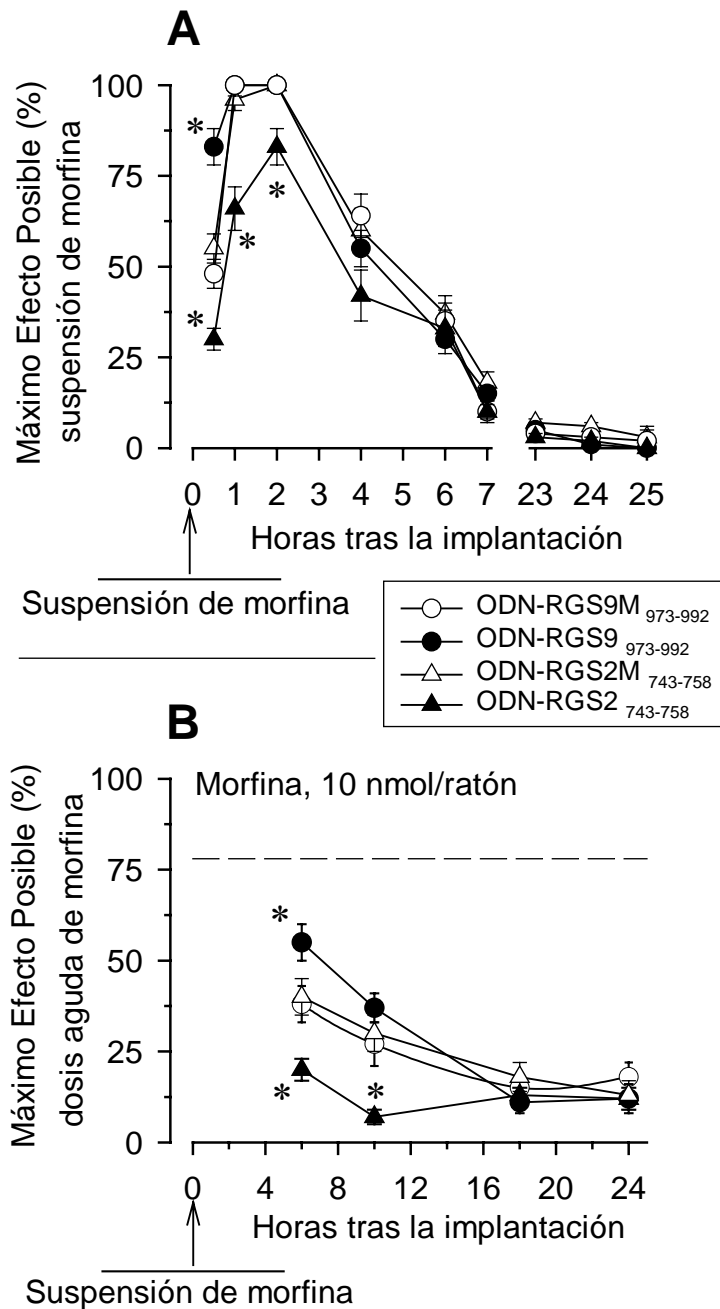 A
Máximo Efecto Posible (%)
suspensión de morfina
100
75
50
25
0
0 1 2 3 4 5 6 7 23 24 25
Horas tras la implantación
Suspensión de morfina
ODN-RGS9M 973-992
ODN-RGS9 973-992
ODN-RGS2M 743-758
ODN-RGS2 743-758
B
Máximo Efecto Posible (%)
dosis aguda de morfina
100
75
50
25
0
Morfina, 10 nmol/ratón
* * * * * * *
0 4 8 12 16 20 24
Horas tras la implantación
Suspensión de morfina